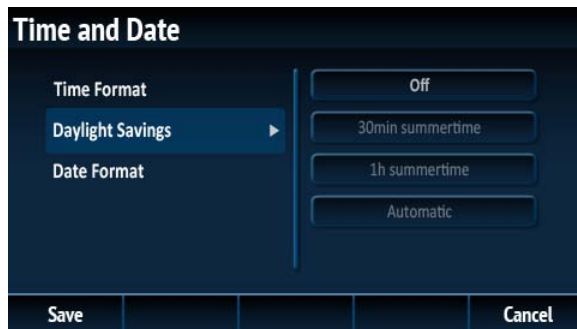 Time and Date
Time Format
Daylight Savings
Date Format
Off
30min summertime
1h summertime
Automatic
Save
Cancel